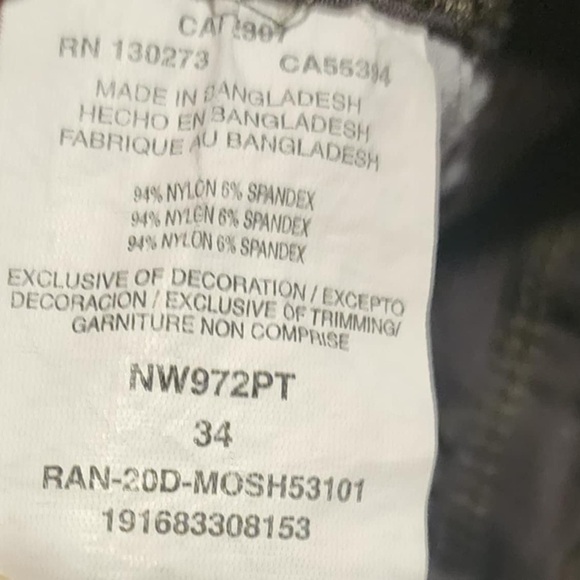 RN 130273 CA55394
MADE IN BANGLADESH
HECHO EN BANGLADESH
FABRIQUE AU BANGLADESH
94% NYLON 6% SPANDEX
94% NYLON 6% SPANDEX
94% NYLON 6% SPANDEX
EXCLUSIVE OF DECORATION / EXCEPTO
DECORACION / EXCLUSIVE OF TRIMMING/
GARNITURE NON COMPRISE
NW972PT
34
RAN-20D-MOSH53101
191683308153